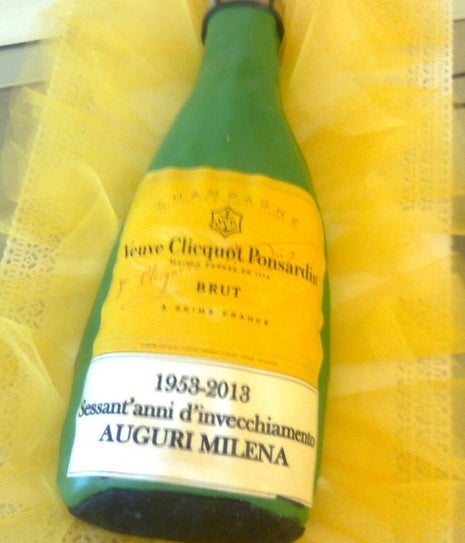 CHAMPAGNE
Veuve Clicquot Ponsardin
BRUT
A REIMS FRANCE
1953-2013
Sessant'anni d'invecchiamento
AUGURI MILENA